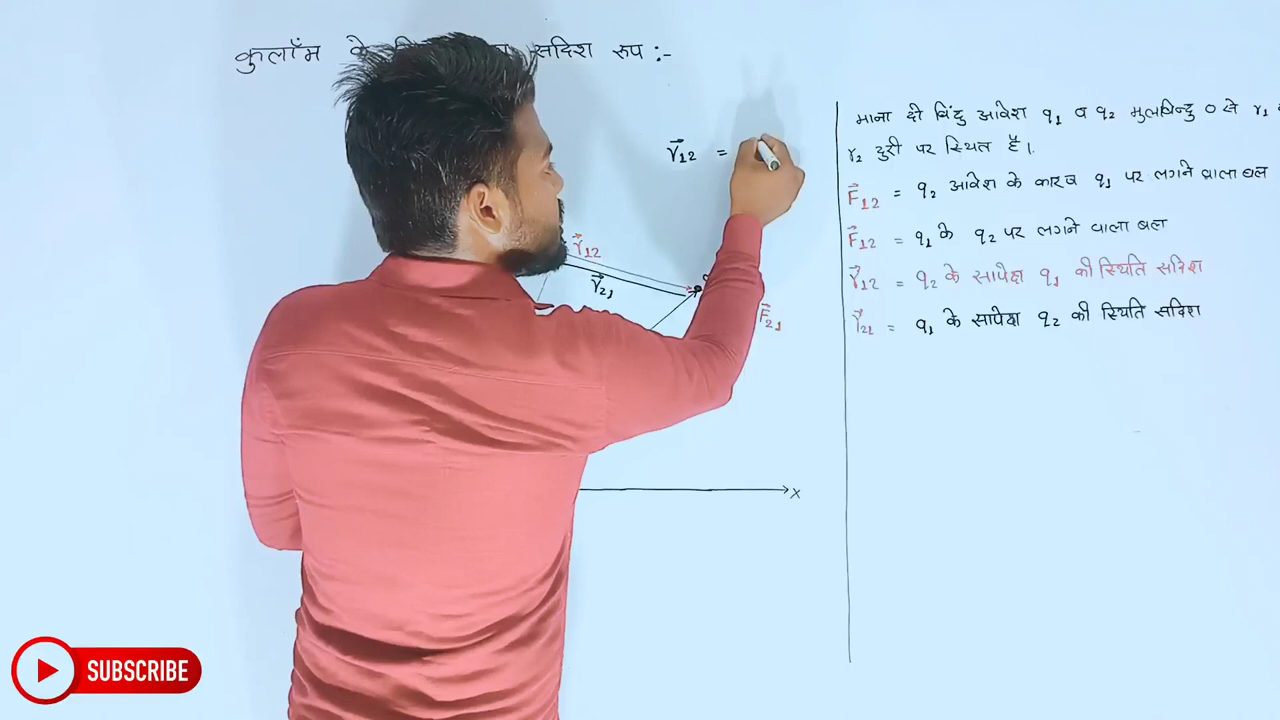 कुलॉम के सदिश रुप :-
r⃗12 =
r⃗12
r⃗21
F⃗21
x
माना दो बिंदु आवेश q1 व q2 मुलबिन्दु 0 से r1
r2 दुरी पर स्थित है।
F⃗12 = q2 आवेश के कारण q1 पर लगने वाला बल
F⃗12 = q1 के q2 पर लगने वाला बल
r⃗12 = q2 के सापेक्ष q1 की स्थिति सदिश
r⃗21 = q1 के सापेक्ष q2 की स्थिति सदिश
SUBSCRIBE